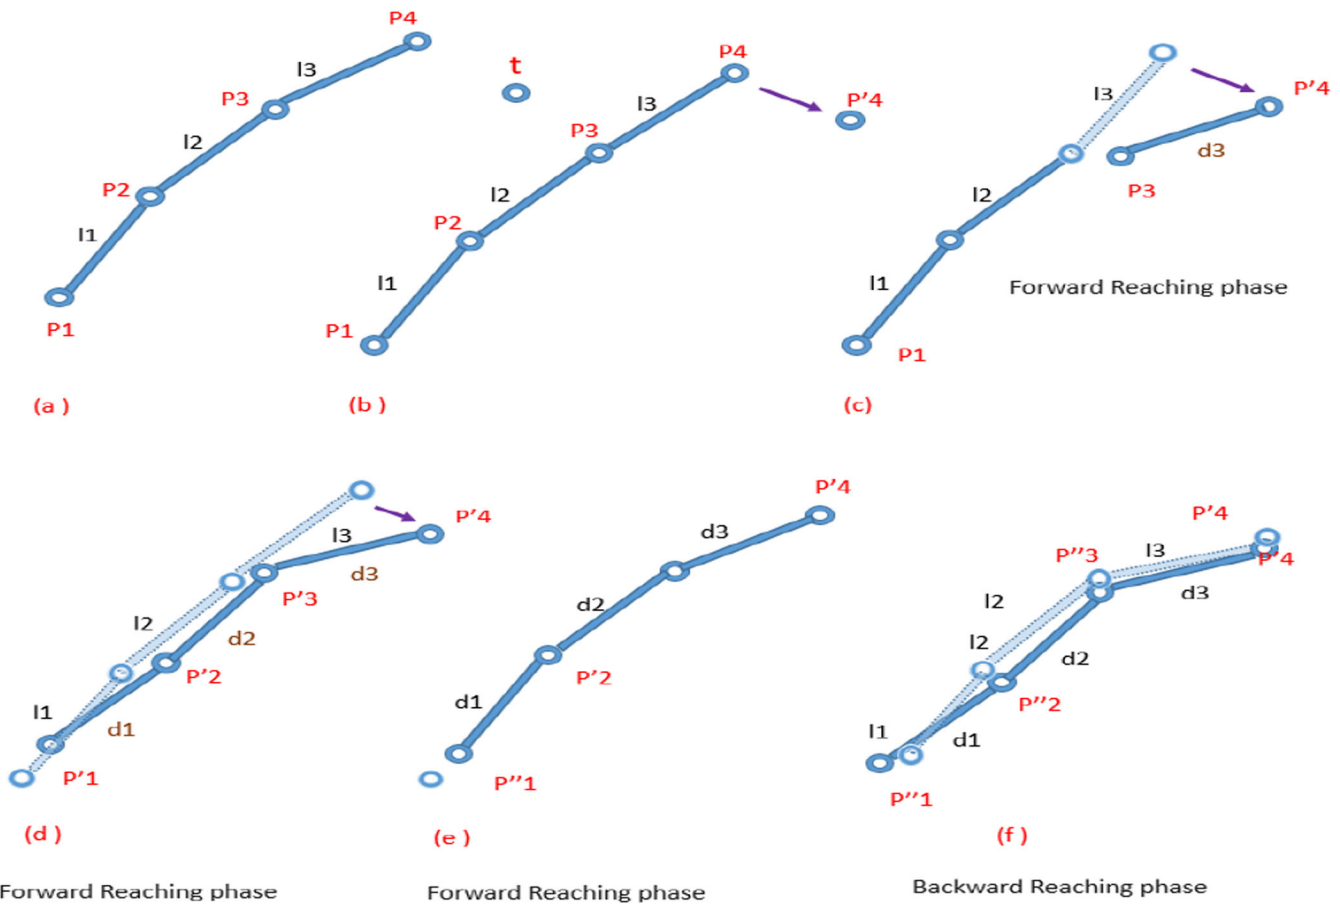 P4
l3
P3
l2
P2
l1
P1
(a )
t
P4
P'4
l3
P3
l2
P2
l1
P1
(b )
l3
P'4
d3
P3
l2
l1
P1
Forward Reaching phase
(c)
P'4
l3
d3
P'3
l2
d2
P'2
l1
d1
P'1
(d )
Forward Reaching phase
P'4
d3
d2
P'2
d1
P''1
(e )
Forward Reaching phase
P'4
P''3
l3
P'4
d3
l2
l2
d2
P''2
l1
d1
P''1
(f )
Backward Reaching phase